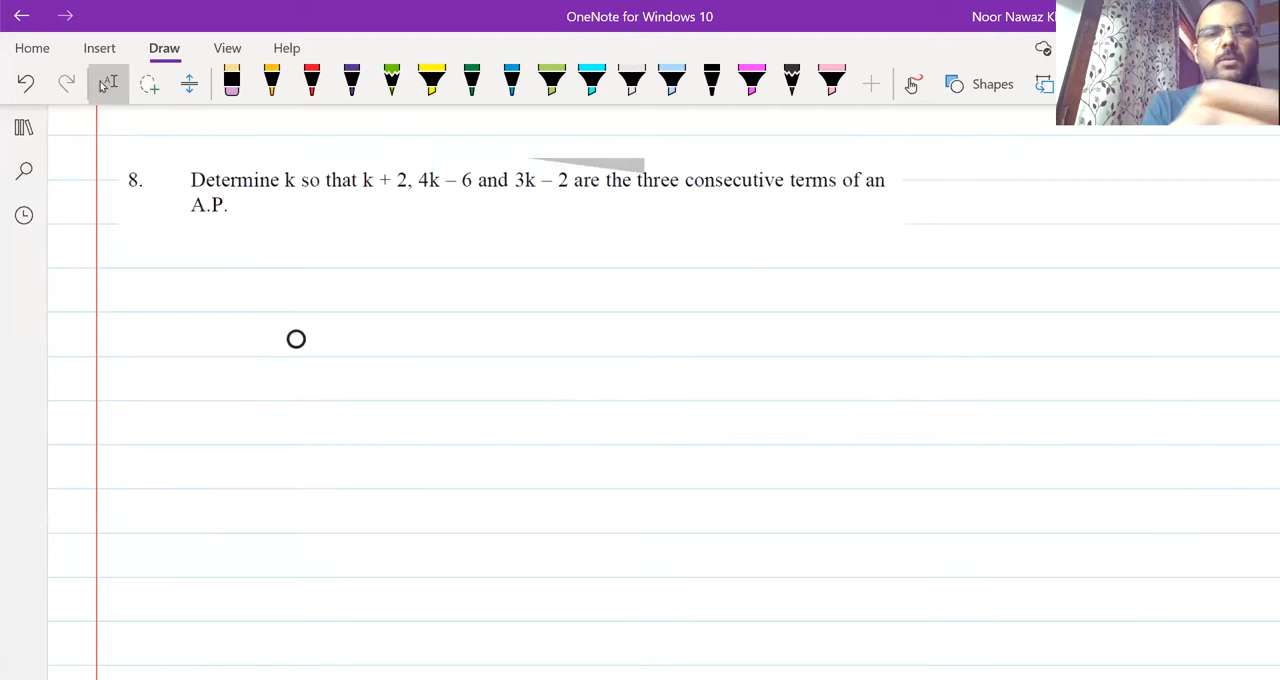 OneNote for Windows 10
Noor Nawaz
Home Insert Draw View Help
Shapes
8. Determine k so that k + 2, 4k – 6 and 3k – 2 are the three consecutive terms of an
A.P.